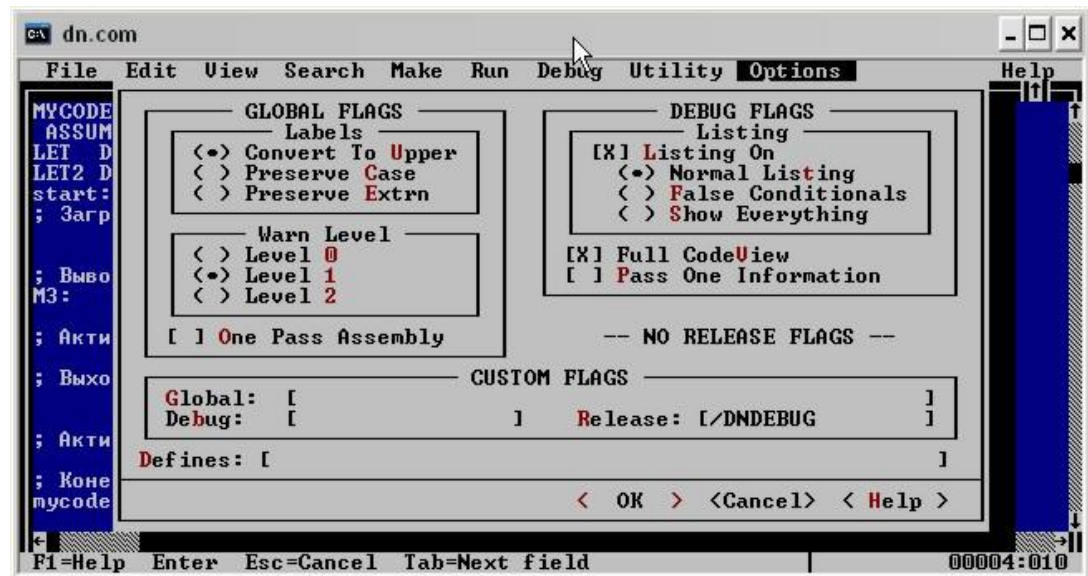 C:\ dn.com
File Edit View Search Make Run Debug Utility Options Help
MYCODE
ASSUM
LET D
LET2 D
start:
; Загр
; Выво
M3:
; Акти
; Выхо
; Акти
; Коне
mycode
GLOBAL FLAGS
Labels
(•) Convert To Upper
( ) Preserve Case
( ) Preserve Extrn
Warn Level
( ) Level 0
(•) Level 1
( ) Level 2
[ ] One Pass Assembly
DEBUG FLAGS
Listing
[X] Listing On
(•) Normal Listing
( ) False Conditionals
( ) Show Everything
[X] Full CodeView
[ ] Pass One Information
-- NO RELEASE FLAGS --
CUSTOM FLAGS
Global: [ ]
Debug: [ ] Release: [/DNDEBUG ]
Defines: [ ]
< OK > <Cancel> < Help >
F1=Help Enter Esc=Cancel Tab=Next field 00004:010